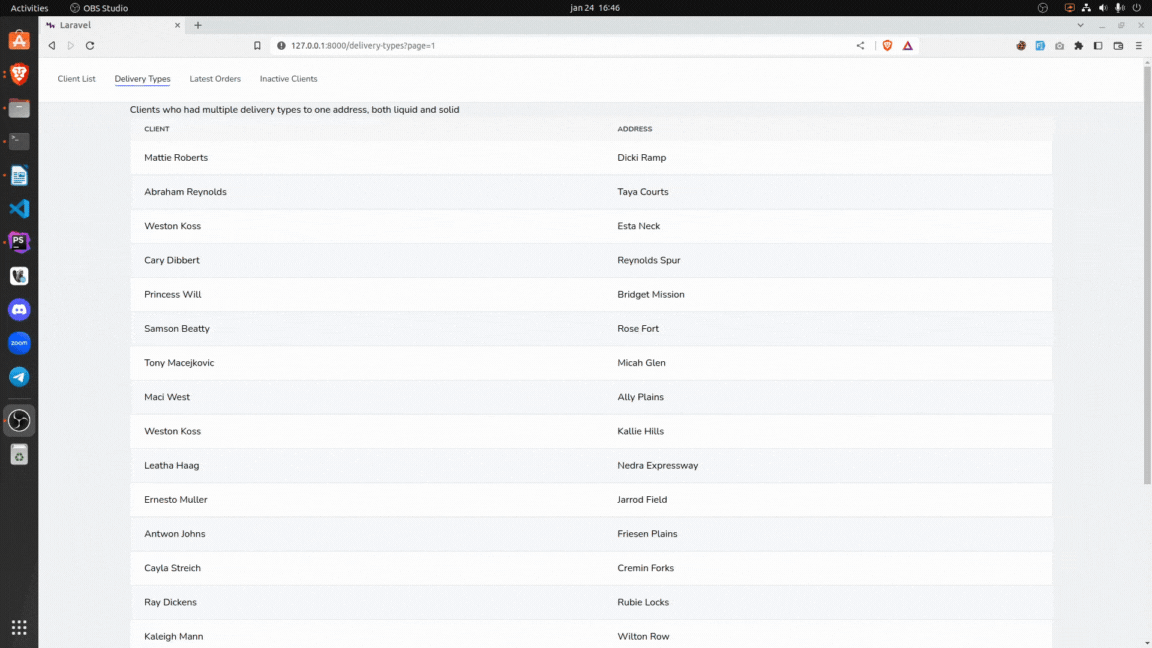 Activities OBS Studio jan 24 16:46
Laravel
127.0.0.1:8000/delivery-types?page=1
Client List Delivery Types Latest Orders Inactive Clients
Clients who had multiple delivery types to one address, both liquid and solid
CLIENT ADDRESS
Mattie Roberts Dicki Ramp
Abraham Reynolds Taya Courts
Weston Koss Esta Neck
Cary Dibbert Reynolds Spur
Princess Will Bridget Mission
Samson Beatty Rose Fort
Tony Macejkovic Micah Glen
zoom
Maci West Ally Plains
Weston Koss Kallie Hills
Leatha Haag Nedra Expressway
Ernesto Muller Jarrod Field
Antwon Johns Friesen Plains
Cayla Streich Cremin Forks
Ray Dickens Rubie Locks
Kaleigh Mann Wilton Row
PS